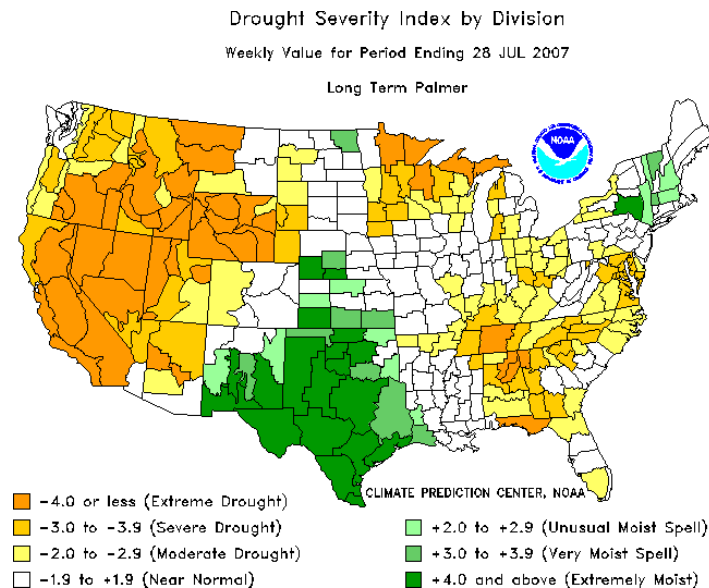 Drought Severity Index by Division
Weekly Value for Period Ending 28 JUL 2007
Long Term Palmer
NOAA
CLIMATE PREDICTION CENTER, NOAA
-4.0 or less (Extreme Drought)
-3.0 to -3.9 (Severe Drought)
-2.0 to -2.9 (Moderate Drought)
-1.9 to +1.9 (Near Normal)
+2.0 to +2.9 (Unusual Moist Spell)
+3.0 to +3.9 (Very Moist Spell)
+4.0 and above (Extremely Moist)